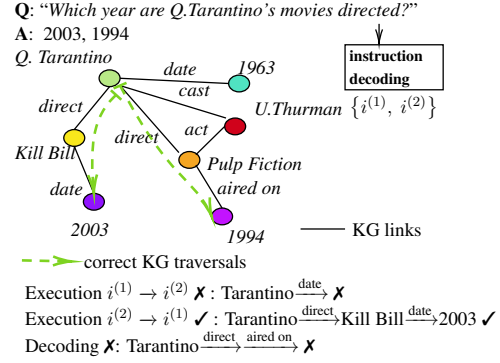 Q: “Which year are Q.Tarantino’s movies directed?”
A: 2003, 1994
Q. Tarantino
date
1963
cast
instruction
decoding
{i(1), i(2)}
direct
U.Thurman
act
direct
Kill Bill
Pulp Fiction
date
aired on
2003
1994
KG links
correct KG traversals
Execution i(1) → i(2) ✗: Tarantino date→ ✗
Execution i(2) → i(1) ✓: Tarantino direct→ Kill Bill date→ 2003 ✓
Decoding ✗: Tarantino direct→ aired on→ ✗